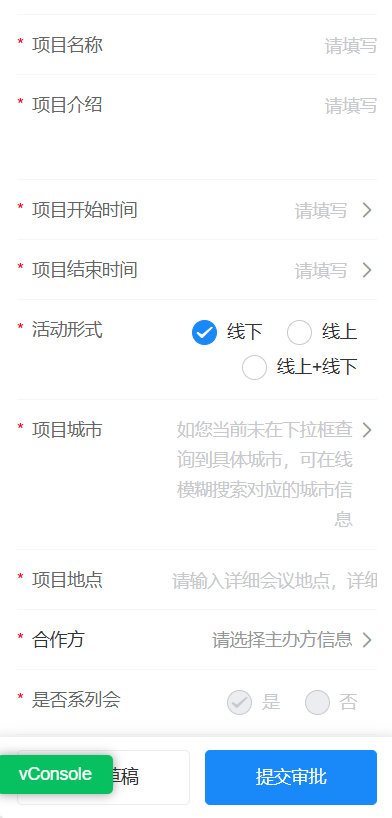 * 项目名称 请填写
* 项目介绍 请填写
* 项目开始时间 请填写
* 项目结束时间 请填写
* 活动形式 线下 线上
线上+线下
* 项目城市 如您当前未在下拉框查
询到具体城市，可在线
模糊搜索对应的城市信
息
* 项目地点 请输入详细会议地点，详细
* 合作方 请选择主办方信息
* 是否系列会 是 否
vConsole 草稿 提交审批